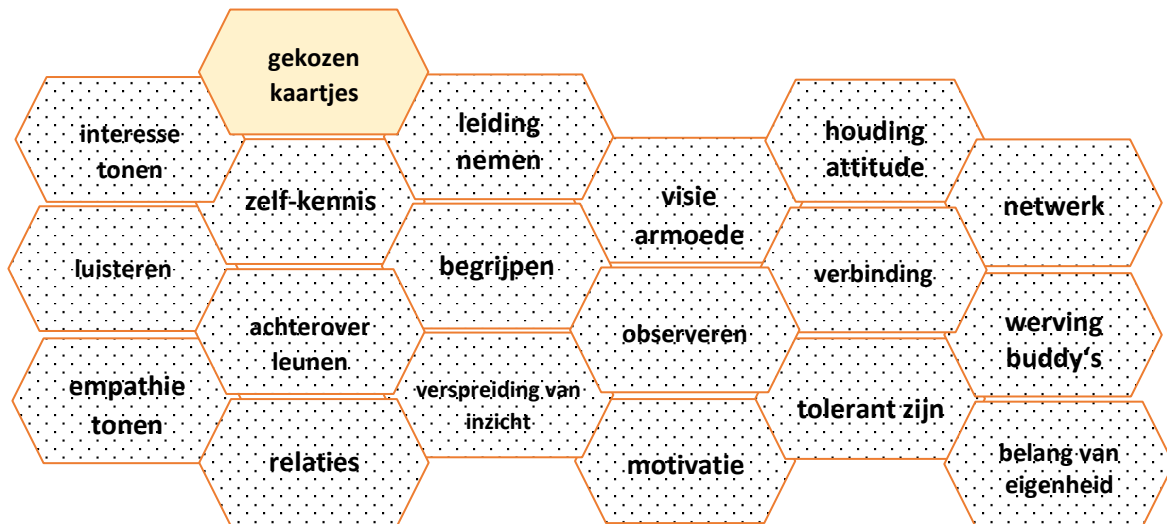 gekozen
kaartjes
interesse
tonen
leiding
nemen
houding
attitude
zelf-kennis
visie
armoede
netwerk
luisteren
begrijpen
verbinding
achterover
leunen
observeren
werving
buddy‘s
empathie
tonen
verspreiding van
inzicht
tolerant zijn
relaties
motivatie
belang van
eigenheid